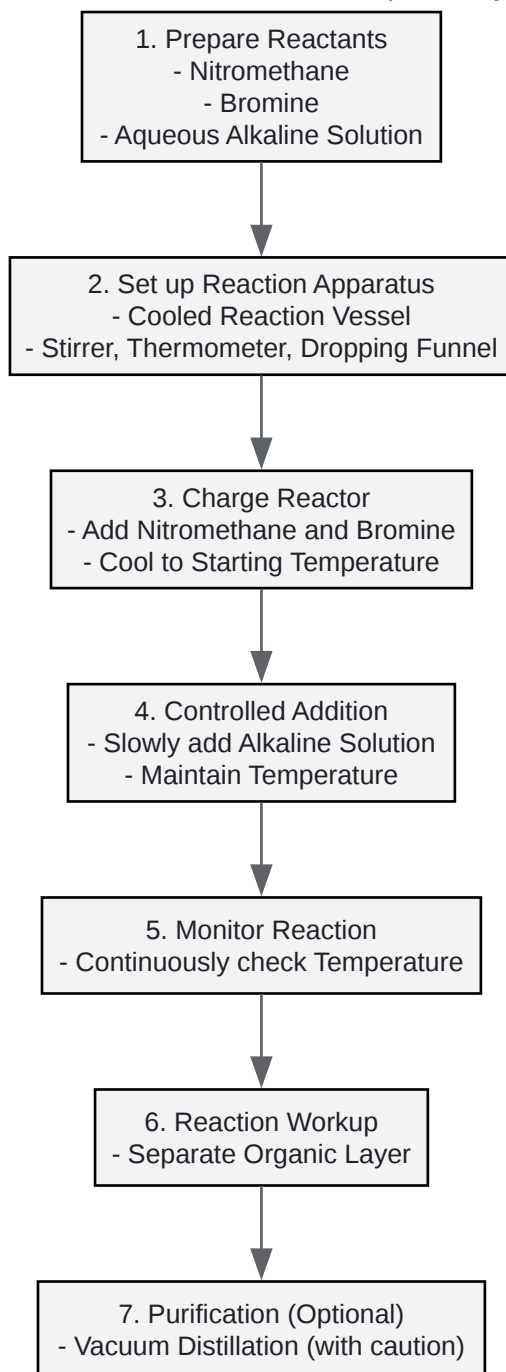 1. Prepare Reactants
- Nitromethane
- Bromine
- Aqueous Alkaline Solution
2. Set up Reaction Apparatus
- Cooled Reaction Vessel
- Stirrer, Thermometer, Dropping Funnel
3. Charge Reactor
- Add Nitromethane and Bromine
- Cool to Starting Temperature
4. Controlled Addition
- Slowly add Alkaline Solution
- Maintain Temperature
5. Monitor Reaction
- Continuously check Temperature
6. Reaction Workup
- Separate Organic Layer
7. Purification (Optional)
- Vacuum Distillation (with caution)